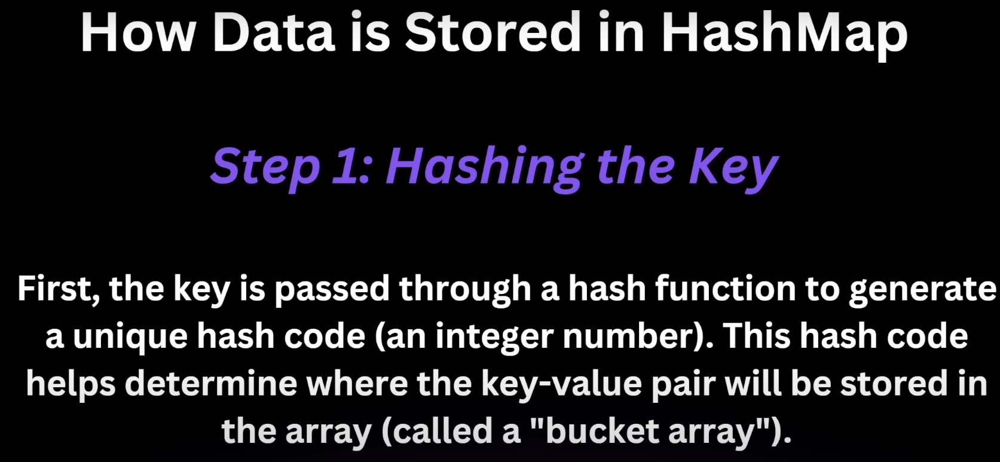 How Data is Stored in HashMap
Step 1: Hashing the Key
First, the key is passed through a hash function to generate
a unique hash code (an integer number). This hash code
helps determine where the key-value pair will be stored in
the array (called a "bucket array").